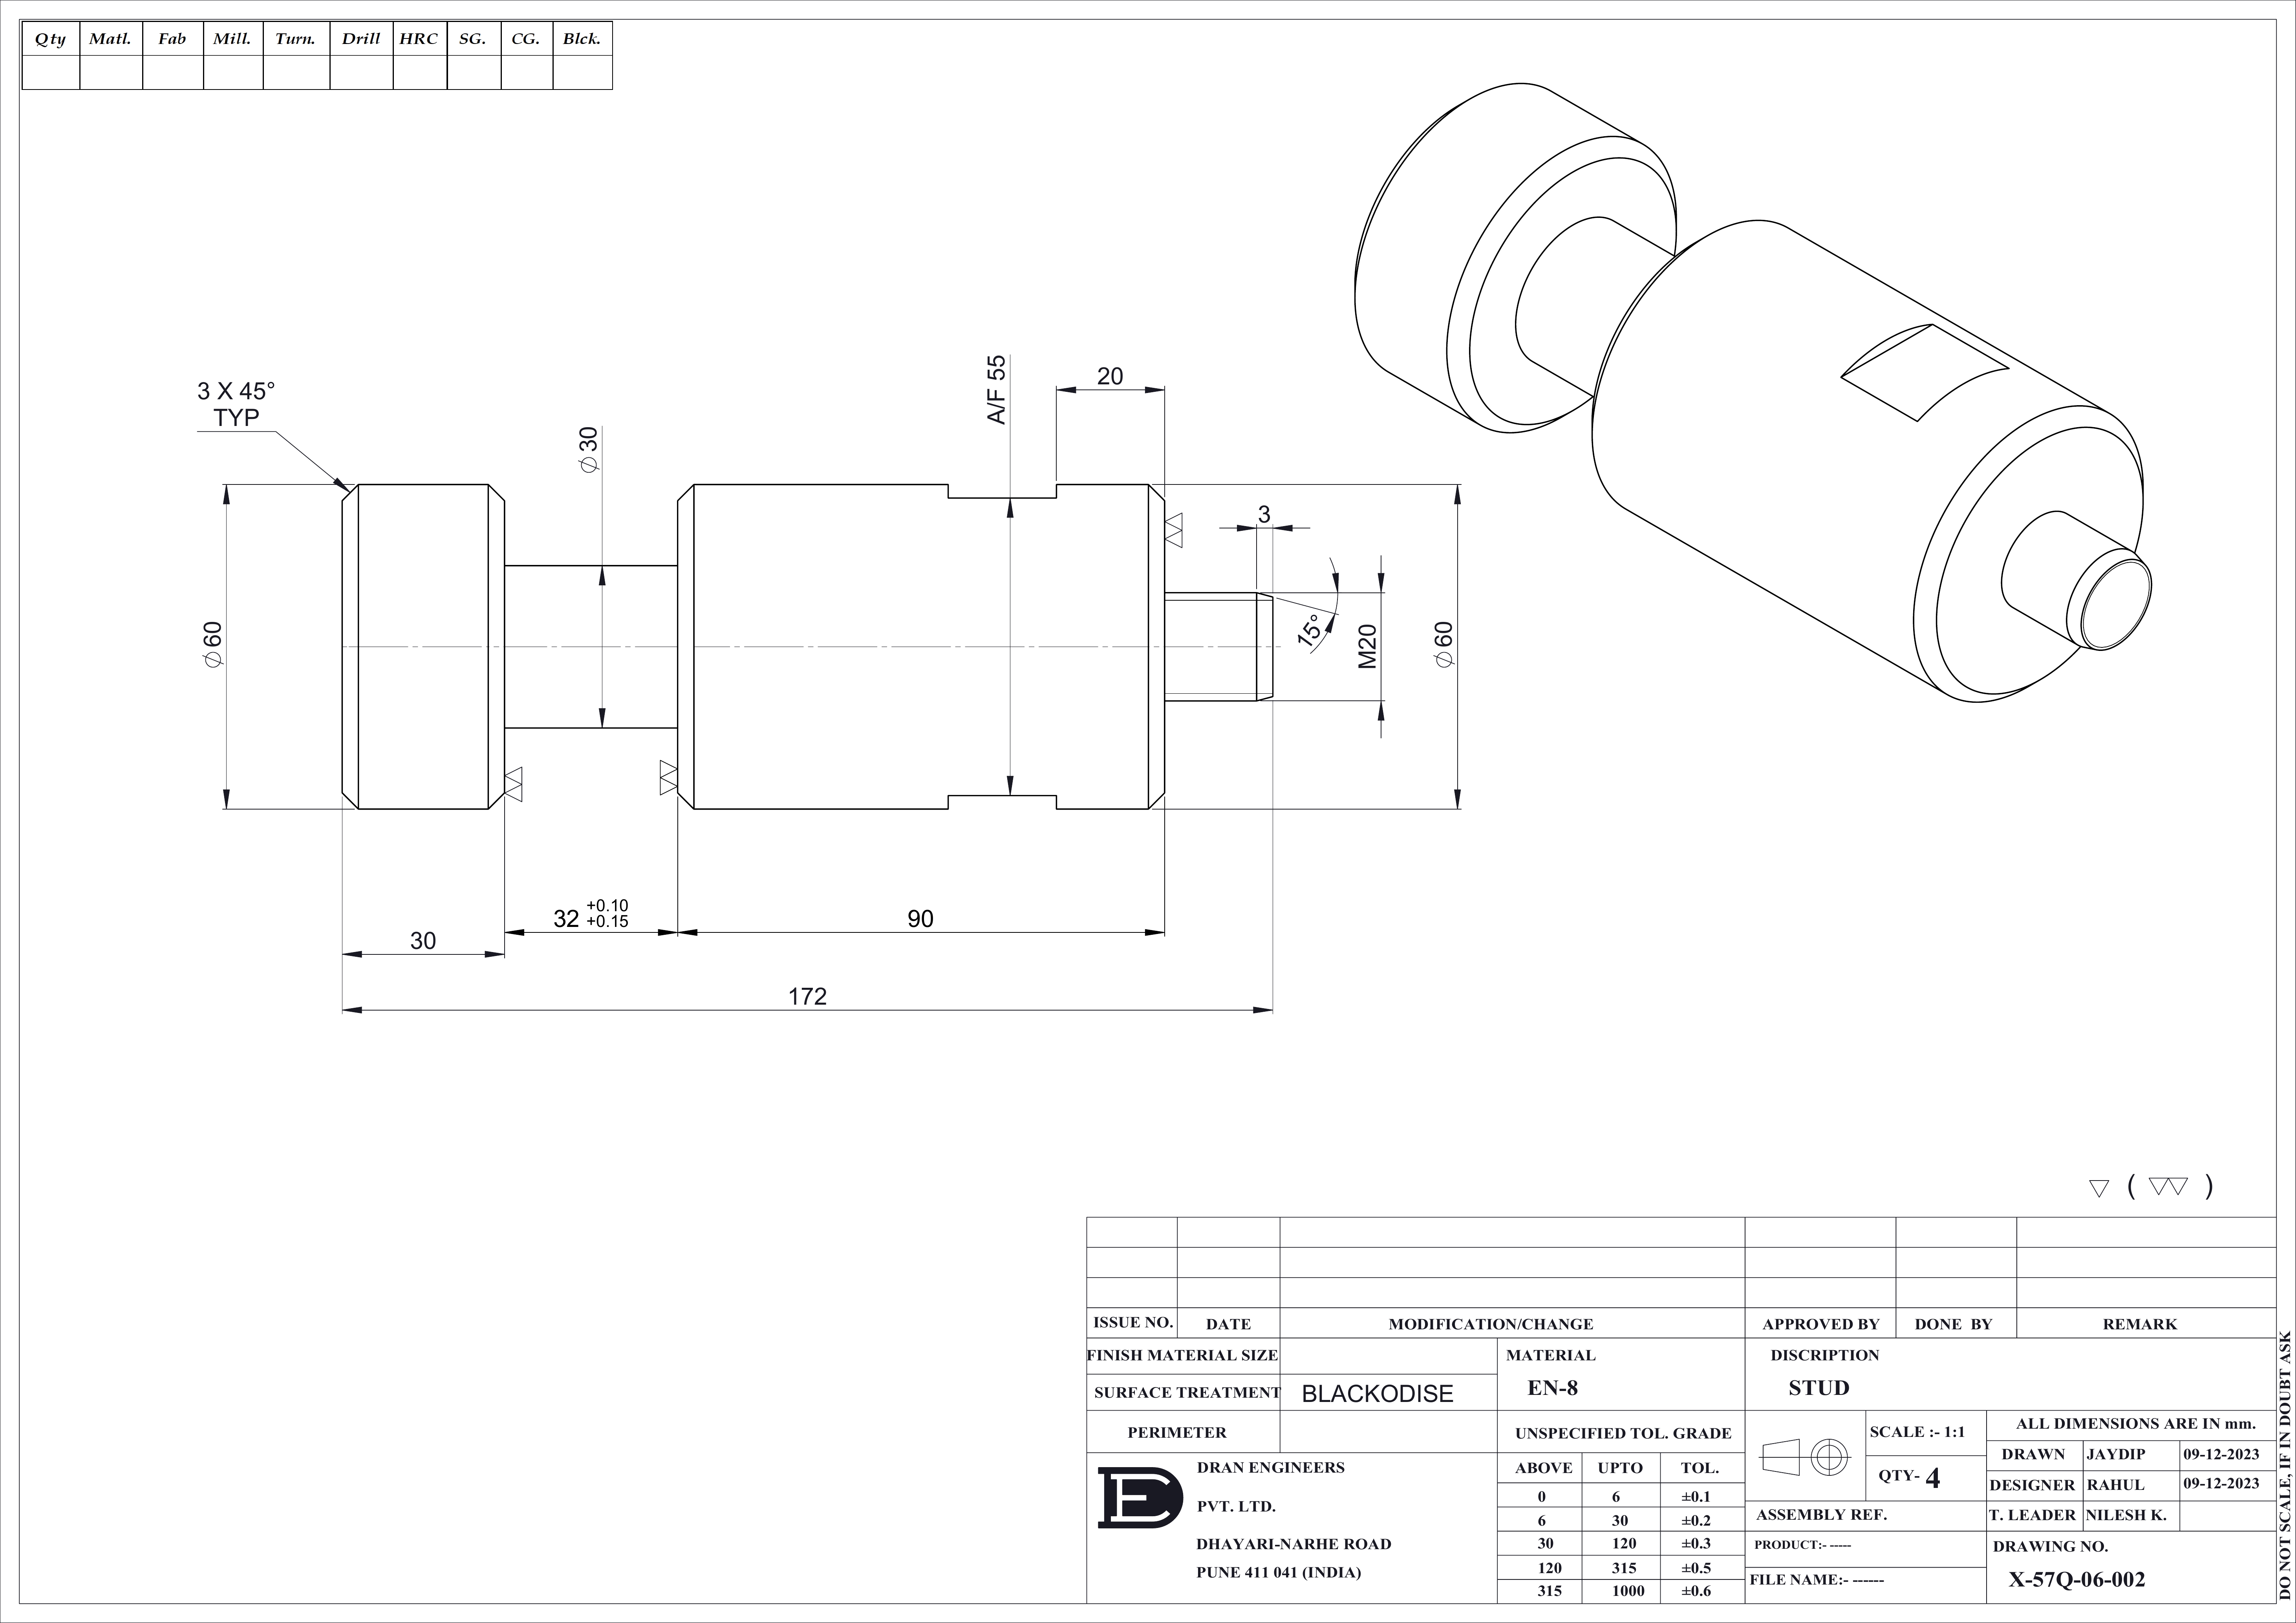 Qty Matl. Fab Mill. Turn. Drill HRC SG. CG. Blck.
3 X 45°
TYP
⌀30
A/F 55
20
3
15°
M20
⌀60
⌀60
32 +0.10
+0.15
90
30
172
( )
ISSUE NO. DATE MODIFICATION/CHANGE APPROVED BY DONE BY REMARK
FINISH MATERIAL SIZE
SURFACE TREATMENT BLACKODISE
PERIMETER
MATERIAL
EN-8
DISCRIPTION
STUD
UNSPECIFIED TOL. GRADE
ABOVE UPTO TOL.
0 6 ±0.1
6 30 ±0.2
30 120 ±0.3
120 315 ±0.5
315 1000 ±0.6
DE
DRAN ENGINEERS
PVT. LTD.
DHAYARI-NARHE ROAD
PUNE 411 041 (INDIA)
SCALE :- 1:1
QTY- 4
ALL DIMENSIONS ARE IN mm.
DRAWN JAYDIP 09-12-2023
DESIGNER RAHUL 09-12-2023
T. LEADER NILESH K.
ASSEMBLY REF.
PRODUCT:- -----
FILE NAME:- ------
DRAWING NO.
X-57Q-06-002
DO NOT SCALE, IF IN DOUBT ASK